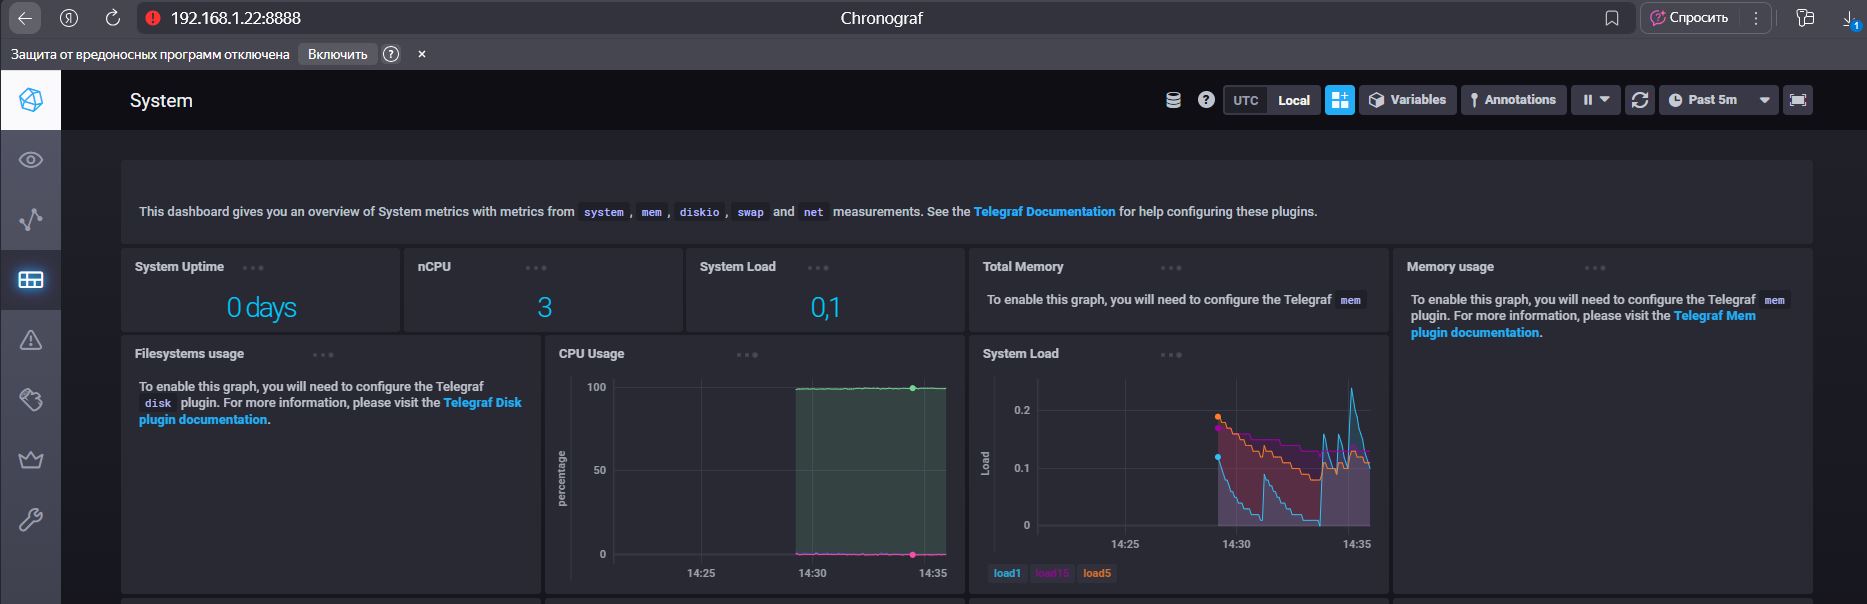 192.168.1.22:8888
Chronograf
Спросить
1
Защита от вредоносных программ отключена
Включить
System
UTC
Local
Variables
Annotations
Past 5m
This dashboard gives you an overview of System metrics with metrics from system, mem, diskio, swap and net measurements. See the Telegraf Documentation for help configuring these plugins.
System Uptime
0 days
nCPU
3
System Load
0,1
Total Memory
To enable this graph, you will need to configure the Telegraf mem
Memory usage
To enable this graph, you will need to configure the Telegraf mem
plugin. For more information, please visit the Telegraf Mem
plugin documentation.
Filesystems usage
To enable this graph, you will need to configure the Telegraf
disk plugin. For more information, please visit the Telegraf Disk
plugin documentation.
CPU Usage
percentage
100
50
0
14:25
14:30
14:35
System Load
Load
0.2
0.1
0
14:25
14:30
14:35
load1
load15
load5